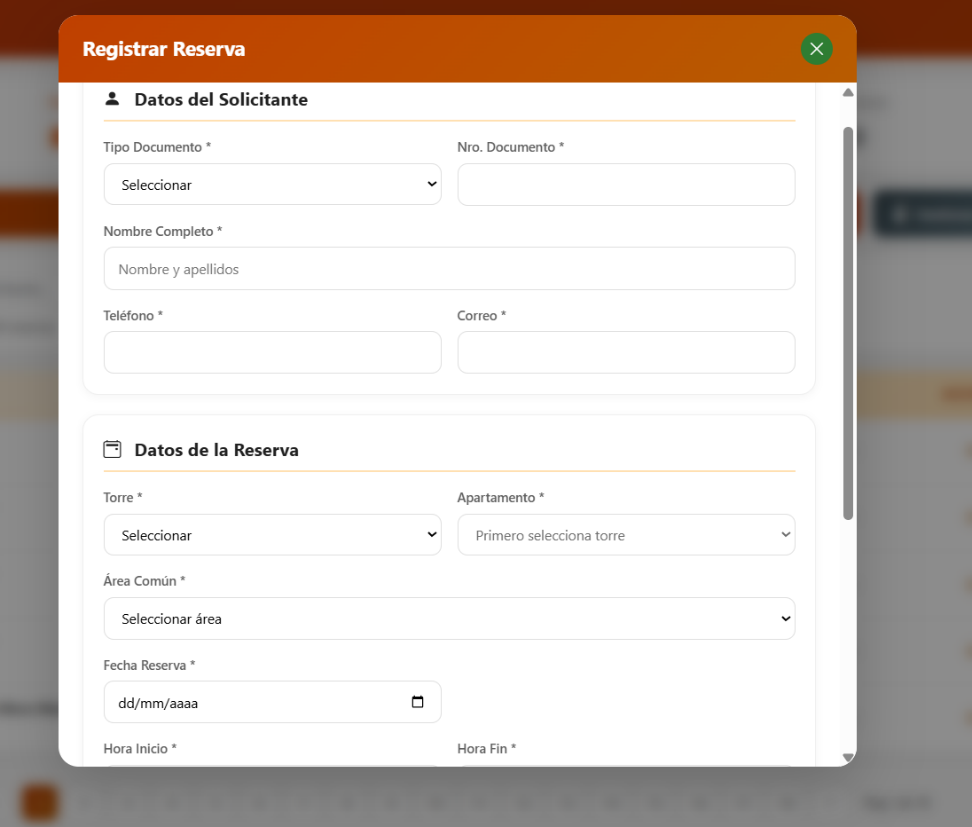 Registrar Reserva
Datos del Solicitante
Tipo Documento * Nro. Documento *
Seleccionar
Nombre Completo *
Nombre y apellidos
Teléfono * Correo *
Datos de la Reserva
Torre * Apartamento *
Seleccionar Primero selecciona torre
Área Común *
Seleccionar área
Fecha Reserva *
dd/mm/aaaa
Hora Inicio * Hora Fin *